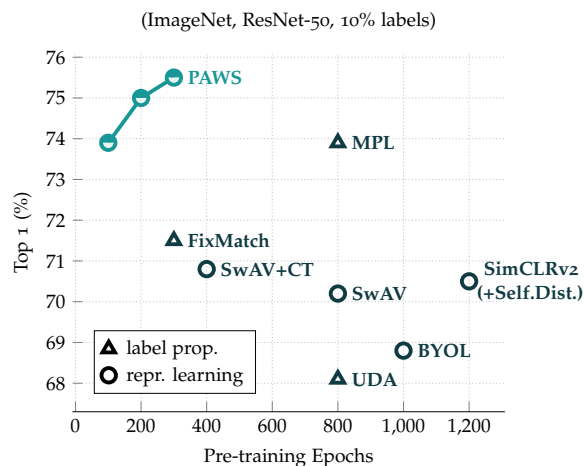 (ImageNet, ResNet-50, 10% labels)
76
75
74
73
72
71
70
69
68
Top 1 (%)
PAWS
MPL
FixMatch
SwAV+CT
SwAV
SimCLRv2
(+Self.Dist.)
BYOL
UDA
label prop.
repr. learning
0 200 400 600 800 1,000 1,200
Pre-training Epochs